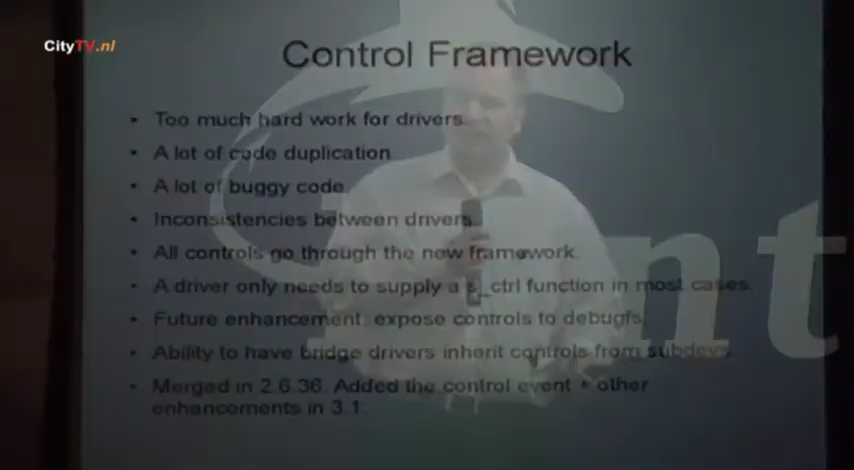 CityTV.nl
Control Framework
• Too much hard work for drivers.
• A lot of code duplication
• A lot of buggy code
• Inconsistencies between drivers.
• All controls go through the new framework.
• A driver only needs to supply a s_ctrl function in most cases.
• Future enhancement: expose controls to debugfs.
• Ability to have bridge drivers inherit controls from subdevs.
• Merged in 2.6.36. Added the control event + other
enhancements in 3.1.
nt